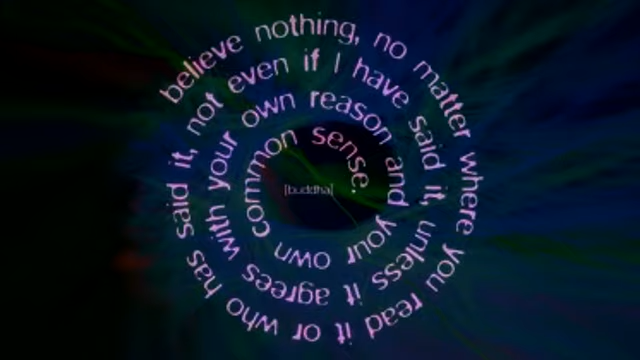 believe nothing, no matter where you read it or who has said it, not even if I have said it, unless it agrees with your own reason and your own common sense.
[buddha]